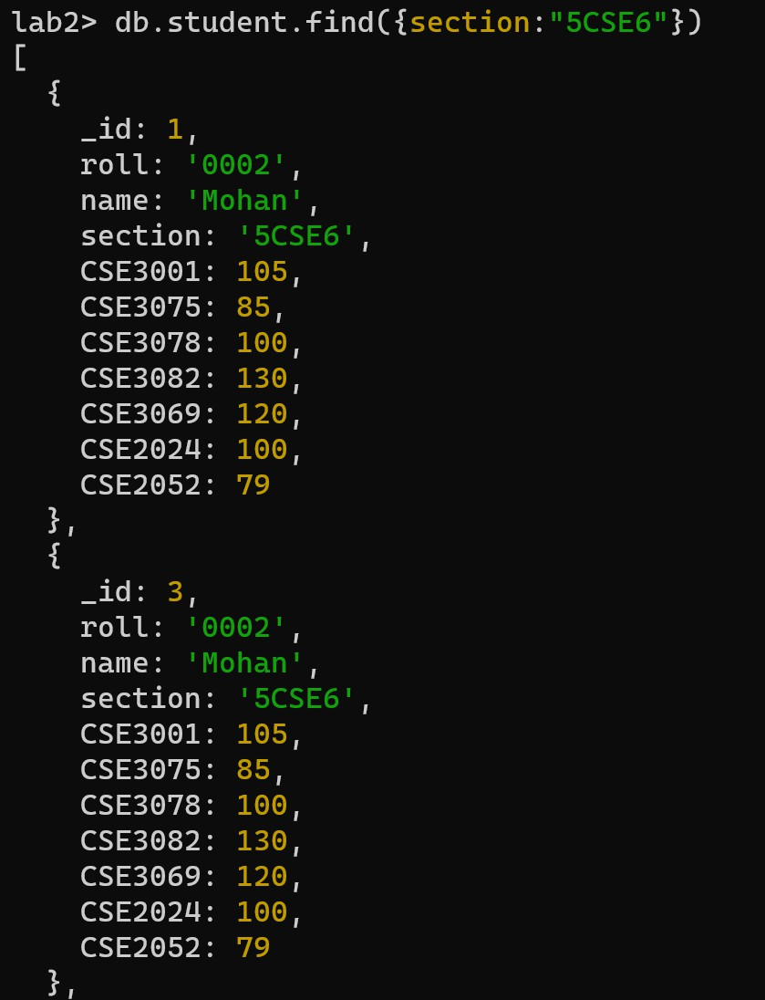 lab2> db.student.find({section:"5CSE6"})
[
  {
    _id: 1,
    roll: '0002',
    name: 'Mohan',
    section: '5CSE6',
    CSE3001: 105,
    CSE3075: 85,
    CSE3078: 100,
    CSE3082: 130,
    CSE3069: 120,
    CSE2024: 100,
    CSE2052: 79
  },
  {
    _id: 3,
    roll: '0002',
    name: 'Mohan',
    section: '5CSE6',
    CSE3001: 105,
    CSE3075: 85,
    CSE3078: 100,
    CSE3082: 130,
    CSE3069: 120,
    CSE2024: 100,
    CSE2052: 79
  },